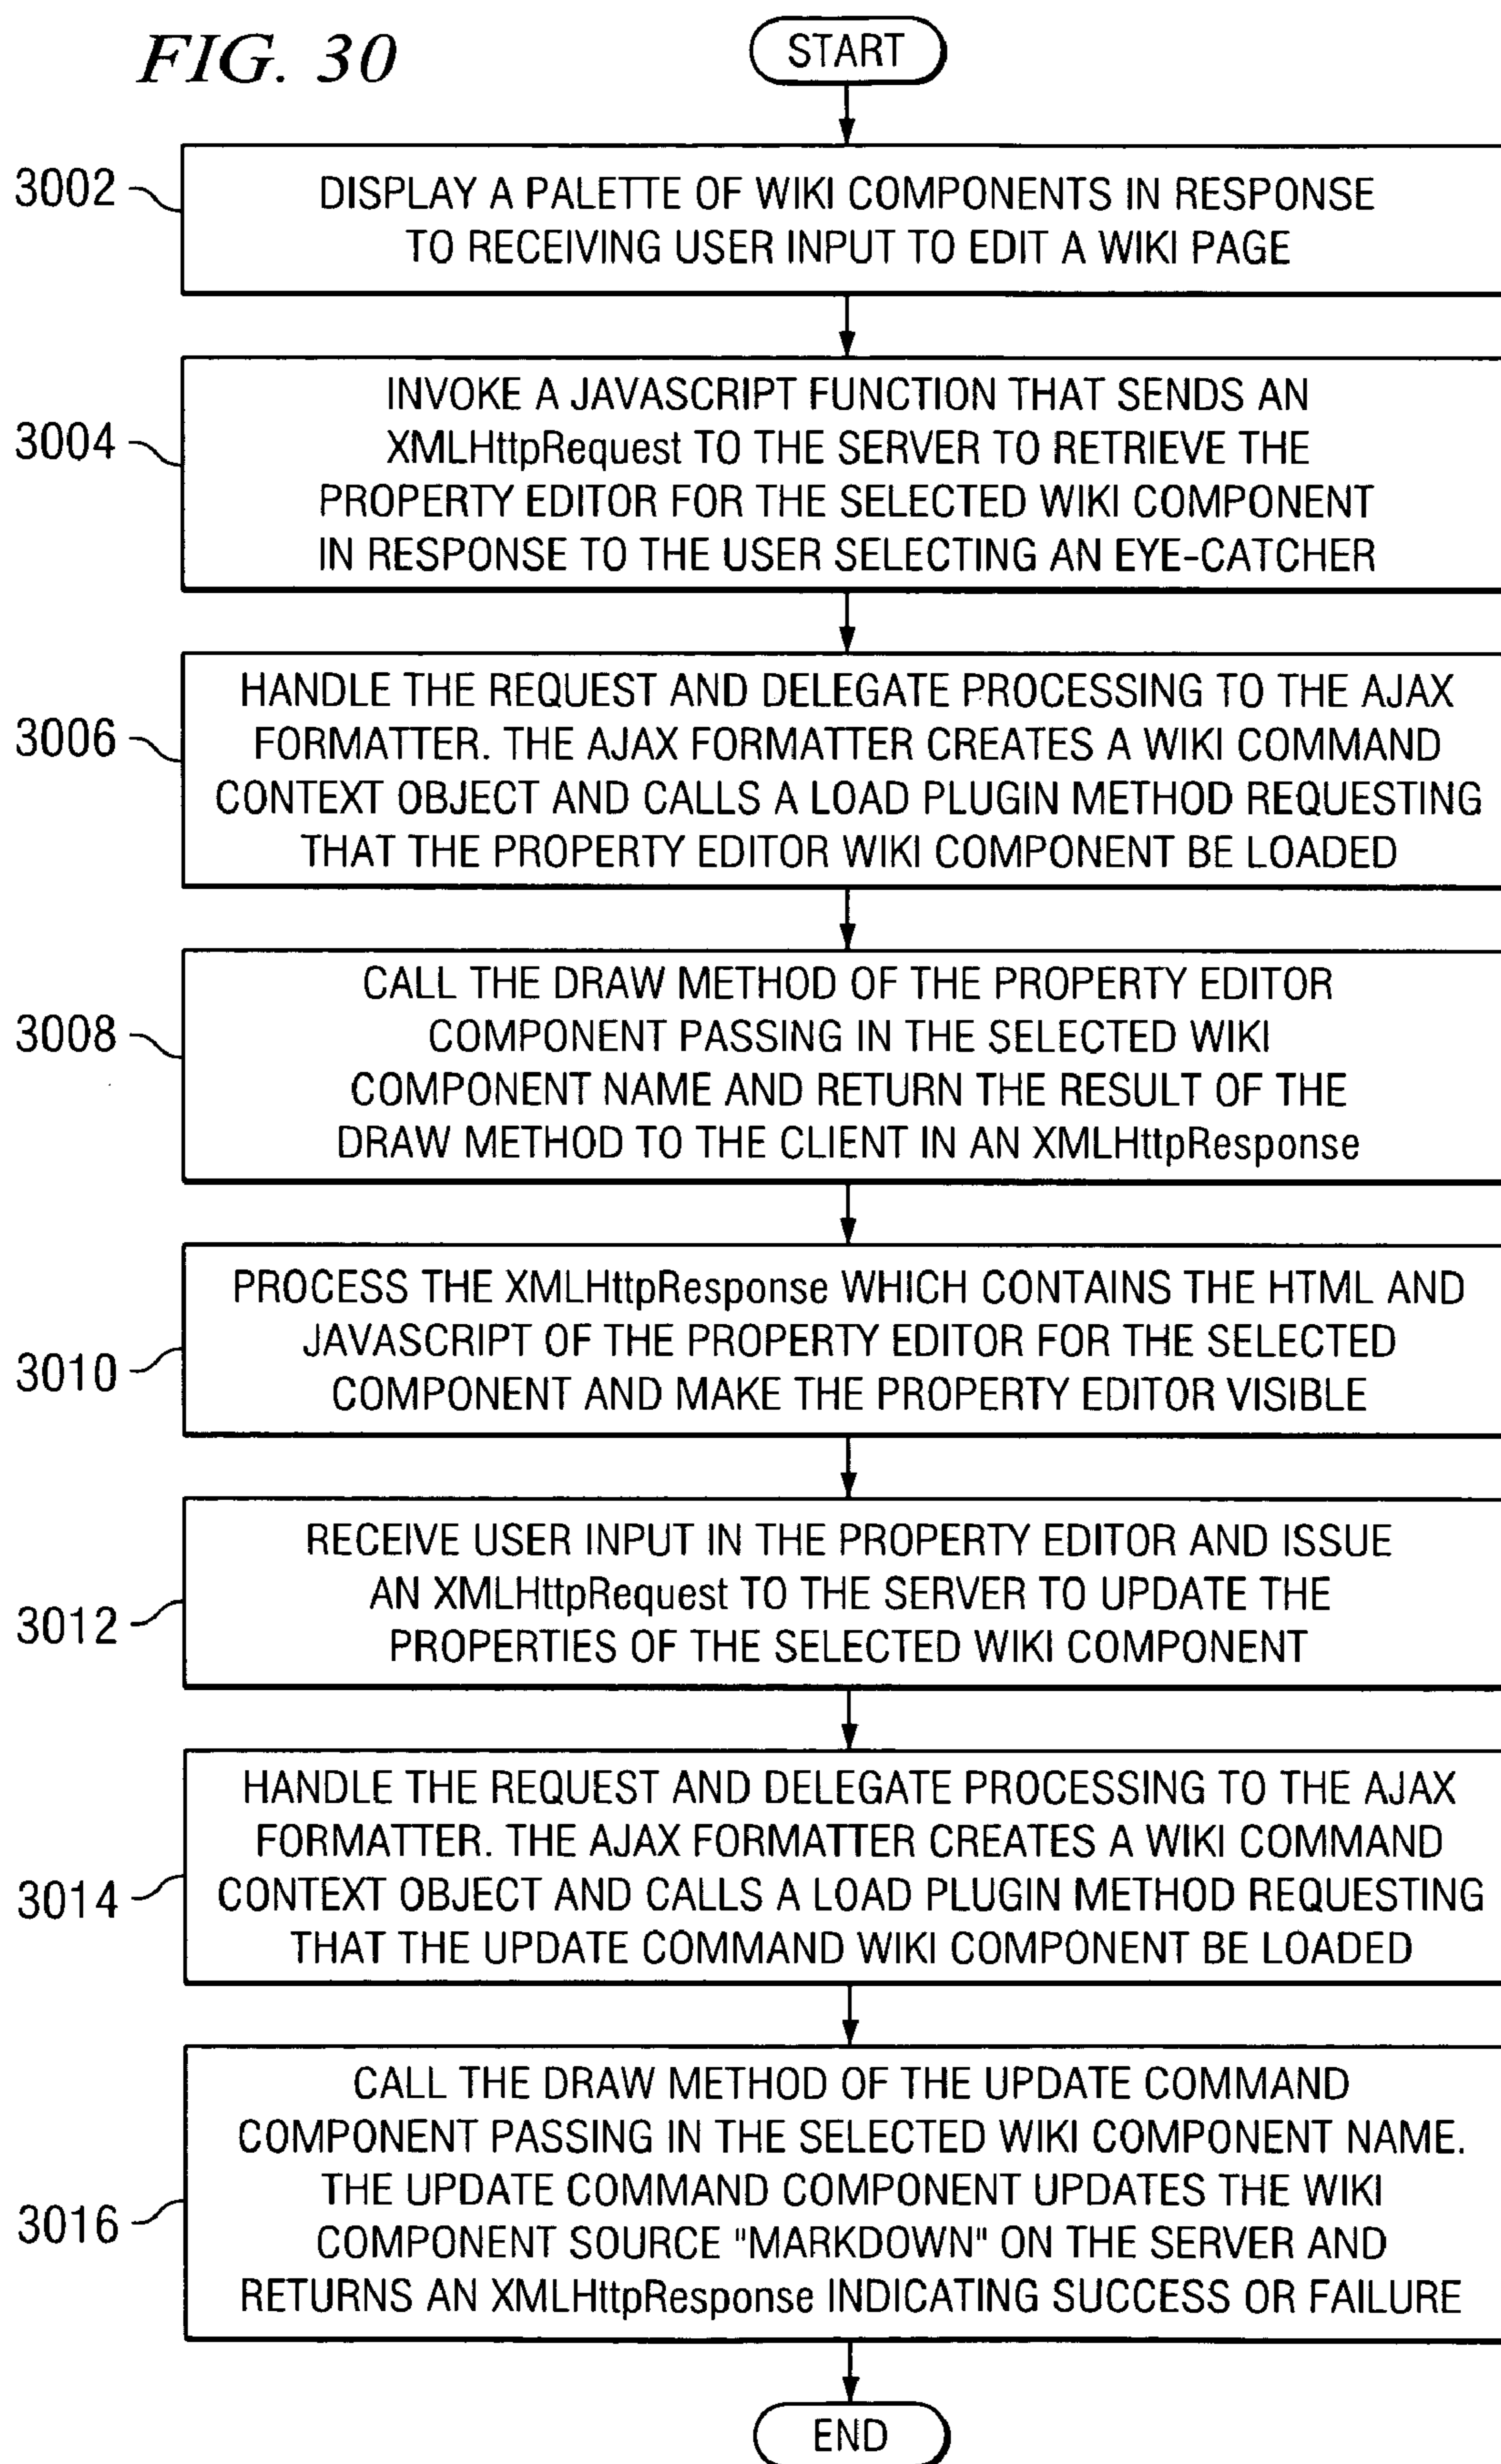 FIG. 30
START
3002
DISPLAY A PALETTE OF WIKI COMPONENTS IN RESPONSE
TO RECEIVING USER INPUT TO EDIT A WIKI PAGE
3004
INVOKE A JAVASCRIPT FUNCTION THAT SENDS AN
XMLHttpRequest TO THE SERVER TO RETRIEVE THE
PROPERTY EDITOR FOR THE SELECTED WIKI COMPONENT
IN RESPONSE TO THE USER SELECTING AN EYE-CATCHER
3006
HANDLE THE REQUEST AND DELEGATE PROCESSING TO THE AJAX
FORMATTER. THE AJAX FORMATTER CREATES A WIKI COMMAND
CONTEXT OBJECT AND CALLS A LOAD PLUGIN METHOD REQUESTING
THAT THE PROPERTY EDITOR WIKI COMPONENT BE LOADED
3008
CALL THE DRAW METHOD OF THE PROPERTY EDITOR
COMPONENT PASSING IN THE SELECTED WIKI
COMPONENT NAME AND RETURN THE RESULT OF THE
DRAW METHOD TO THE CLIENT IN AN XMLHttpResponse
3010
PROCESS THE XMLHttpResponse WHICH CONTAINS THE HTML AND
JAVASCRIPT OF THE PROPERTY EDITOR FOR THE SELECTED
COMPONENT AND MAKE THE PROPERTY EDITOR VISIBLE
3012
RECEIVE USER INPUT IN THE PROPERTY EDITOR AND ISSUE
AN XMLHttpRequest TO THE SERVER TO UPDATE THE
PROPERTIES OF THE SELECTED WIKI COMPONENT
3014
HANDLE THE REQUEST AND DELEGATE PROCESSING TO THE AJAX
FORMATTER. THE AJAX FORMATTER CREATES A WIKI COMMAND
CONTEXT OBJECT AND CALLS A LOAD PLUGIN METHOD REQUESTING
THAT THE UPDATE COMMAND WIKI COMPONENT BE LOADED
3016
CALL THE DRAW METHOD OF THE UPDATE COMMAND
COMPONENT PASSING IN THE SELECTED WIKI COMPONENT NAME.
THE UPDATE COMMAND COMPONENT UPDATES THE WIKI
COMPONENT SOURCE "MARKDOWN" ON THE SERVER AND
RETURNS AN XMLHttpResponse INDICATING SUCCESS OR FAILURE
END